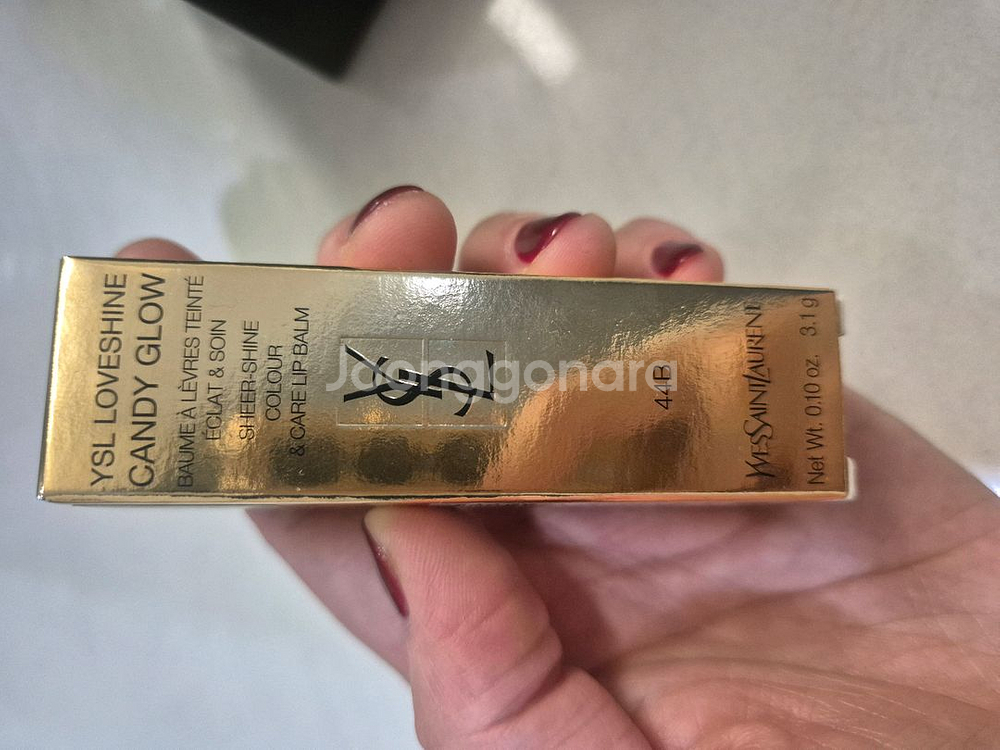 YSL LOVESHINE
CANDY GLOW
BAUME À LÈVRES TEINTÉ
ÉCLAT & SOIN
SHEER-SHINE
COLOUR
& CARE LIP BALM
YSL
Joonggonara
44B
YVESSAINTLAURENT
Net Wt. 0.10 oz. 3.1 g